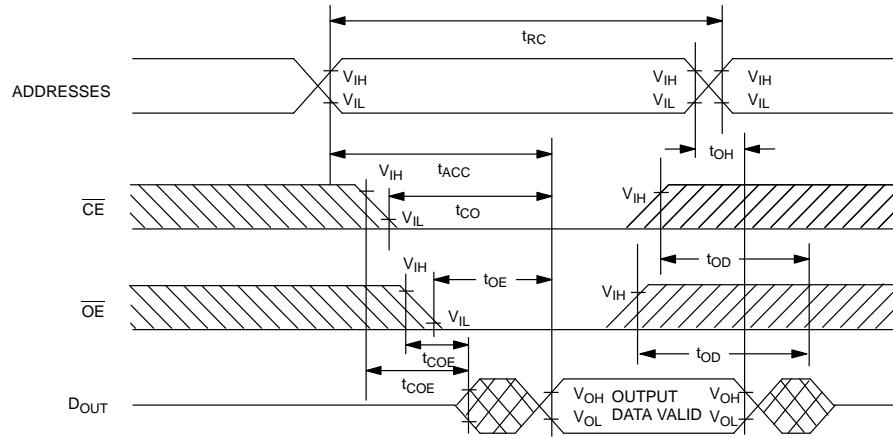 tRC
ADDRESSES
VIH
VIL
VIH
VIL
VIH
VIL
tOH
tACC
CE
VIH
VIL
tCO
VIH
tOD
OE
VIH
VIL
tOE
VIH
tOD
tCOE
tCOE
DOUT
VOH
VOL
OUTPUT
DATA VALID
VOH
VOL